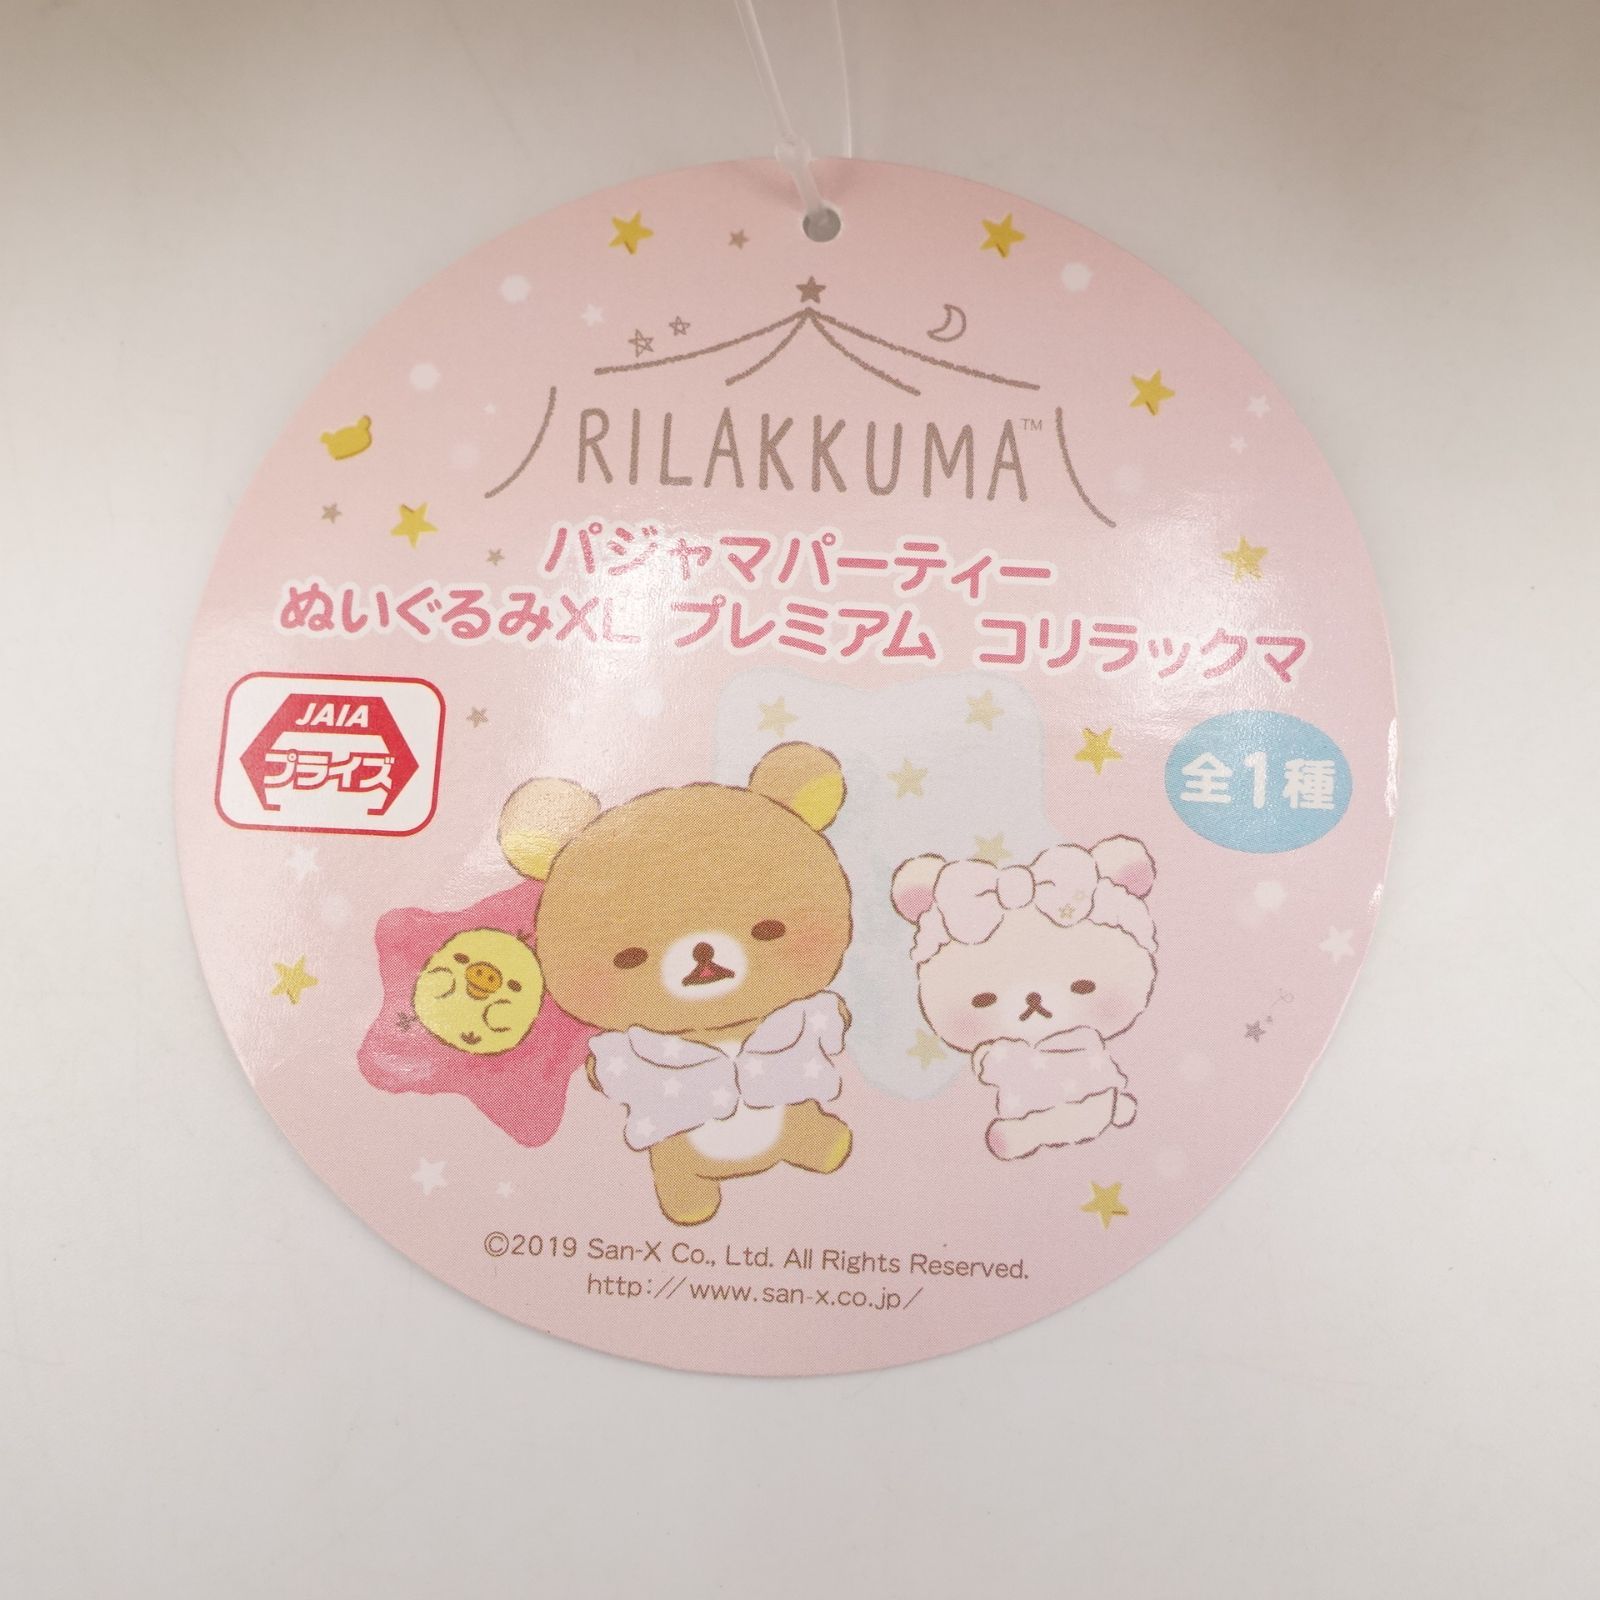 RILAKKUMA™
パジャマパーティー
ぬいぐるみXL プレミアム コリラックマ
JAIA
プライズ
全1種
©2019 San-X Co., Ltd. All Rights Reserved.
http://www.san-x.co.jp/